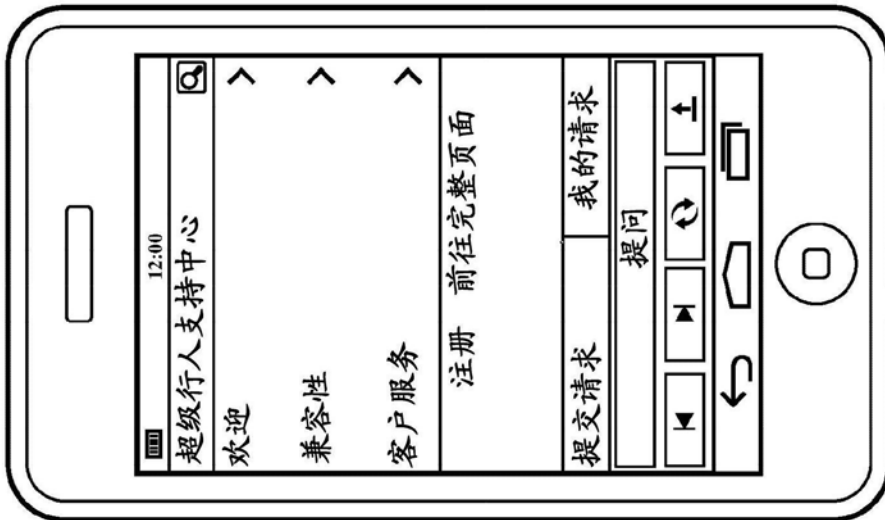 12:00
超级行人支持中心
欢迎
兼容性
客户服务
注册 前往完整页面
提交请求 我的请求
提问